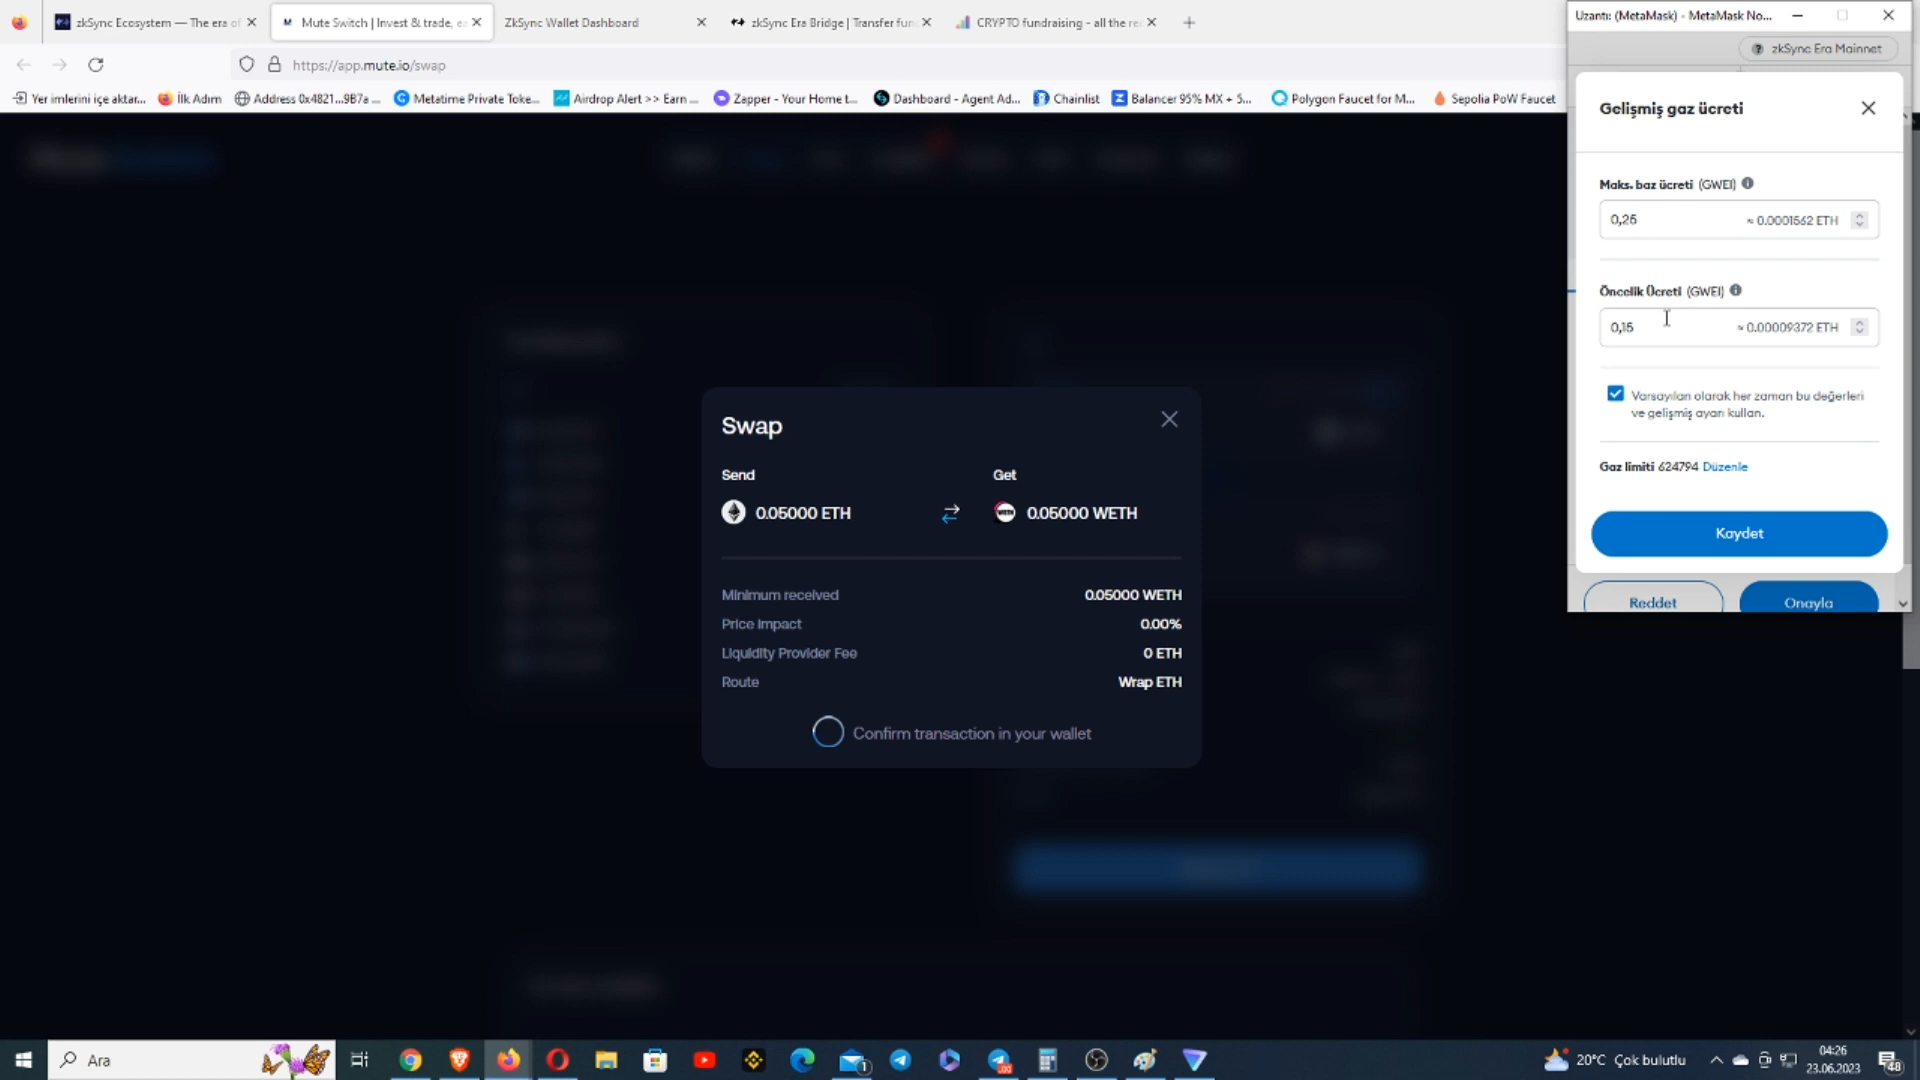 zkSync Ecosystem — The era of
Mute Switch | Invest & trade, ea
ZkSync Wallet Dashboard
zkSync Era Bridge | Transfer fun
CRYPTO fundraising - all the re
Uzantı: (MetaMask) - MetaMask No...
https://app.mute.io/swap
zkSync Era Mainnet
Yer imlerini içe aktar...
İlk Adım
Address 0x4821...9B7a ...
Metatime Private Toke...
Airdrop Alert >> Earn ...
Zapper - Your Home t...
Dashboard - Agent Ad...
Chainlist
Balancer 95% MX + 5...
Polygon Faucet for M...
Sepolia PoW Faucet
Gelişmiş gaz ücreti
Maks. baz ücreti (GWEI)
0,25 ≈ 0.0001562 ETH
Öncelik Ücreti (GWEI)
0,15 ≈ 0.00009372 ETH
Varsayılan olarak her zaman bu değerleri
ve gelişmiş ayarı kullan.
Gaz limiti 624794 Düzenle
Kaydet
Reddet Onayla
Swap
Send Get
0.05000 ETH 0.05000 WETH
Minimum received 0.05000 WETH
Price Impact 0.00%
Liquidity Provider Fee 0 ETH
Route Wrap ETH
Confirm transaction in your wallet
Ara
20°C Çok bulutlu
04:26
23.06.2023
48